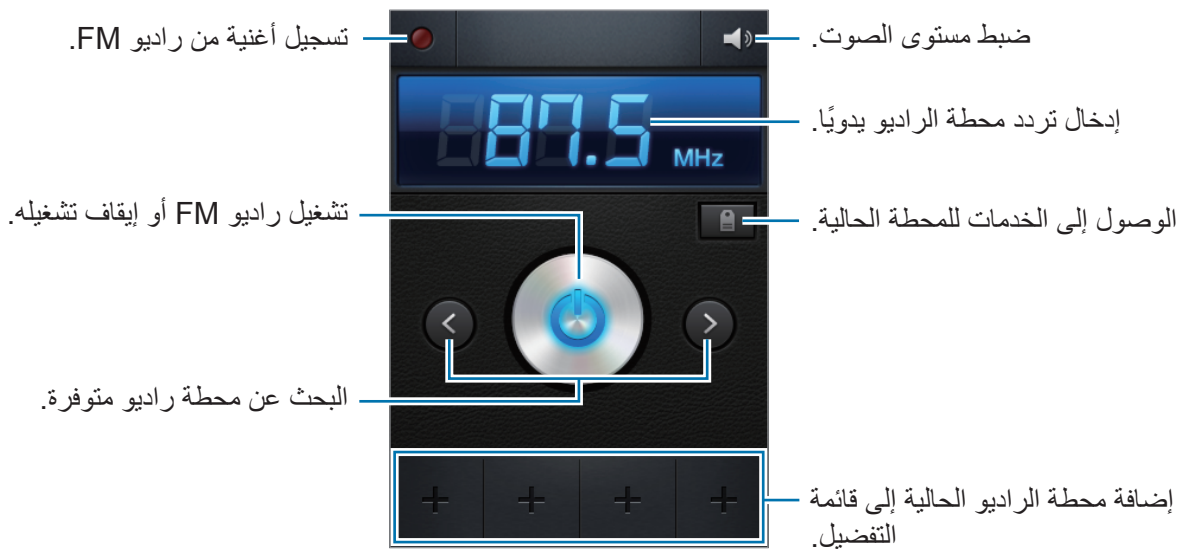 ضبط مستوى الصوت.
تسجيل أغنية من راديو FM.
إدخال تردد محطة الراديو يدويًا.
87.5 MHz
الوصول إلى الخدمات للمحطة الحالية.
تشغيل راديو FM أو إيقاف تشغيله.
البحث عن محطة راديو متوفرة.
إضافة محطة الراديو الحالية إلى قائمة
التفضيل.